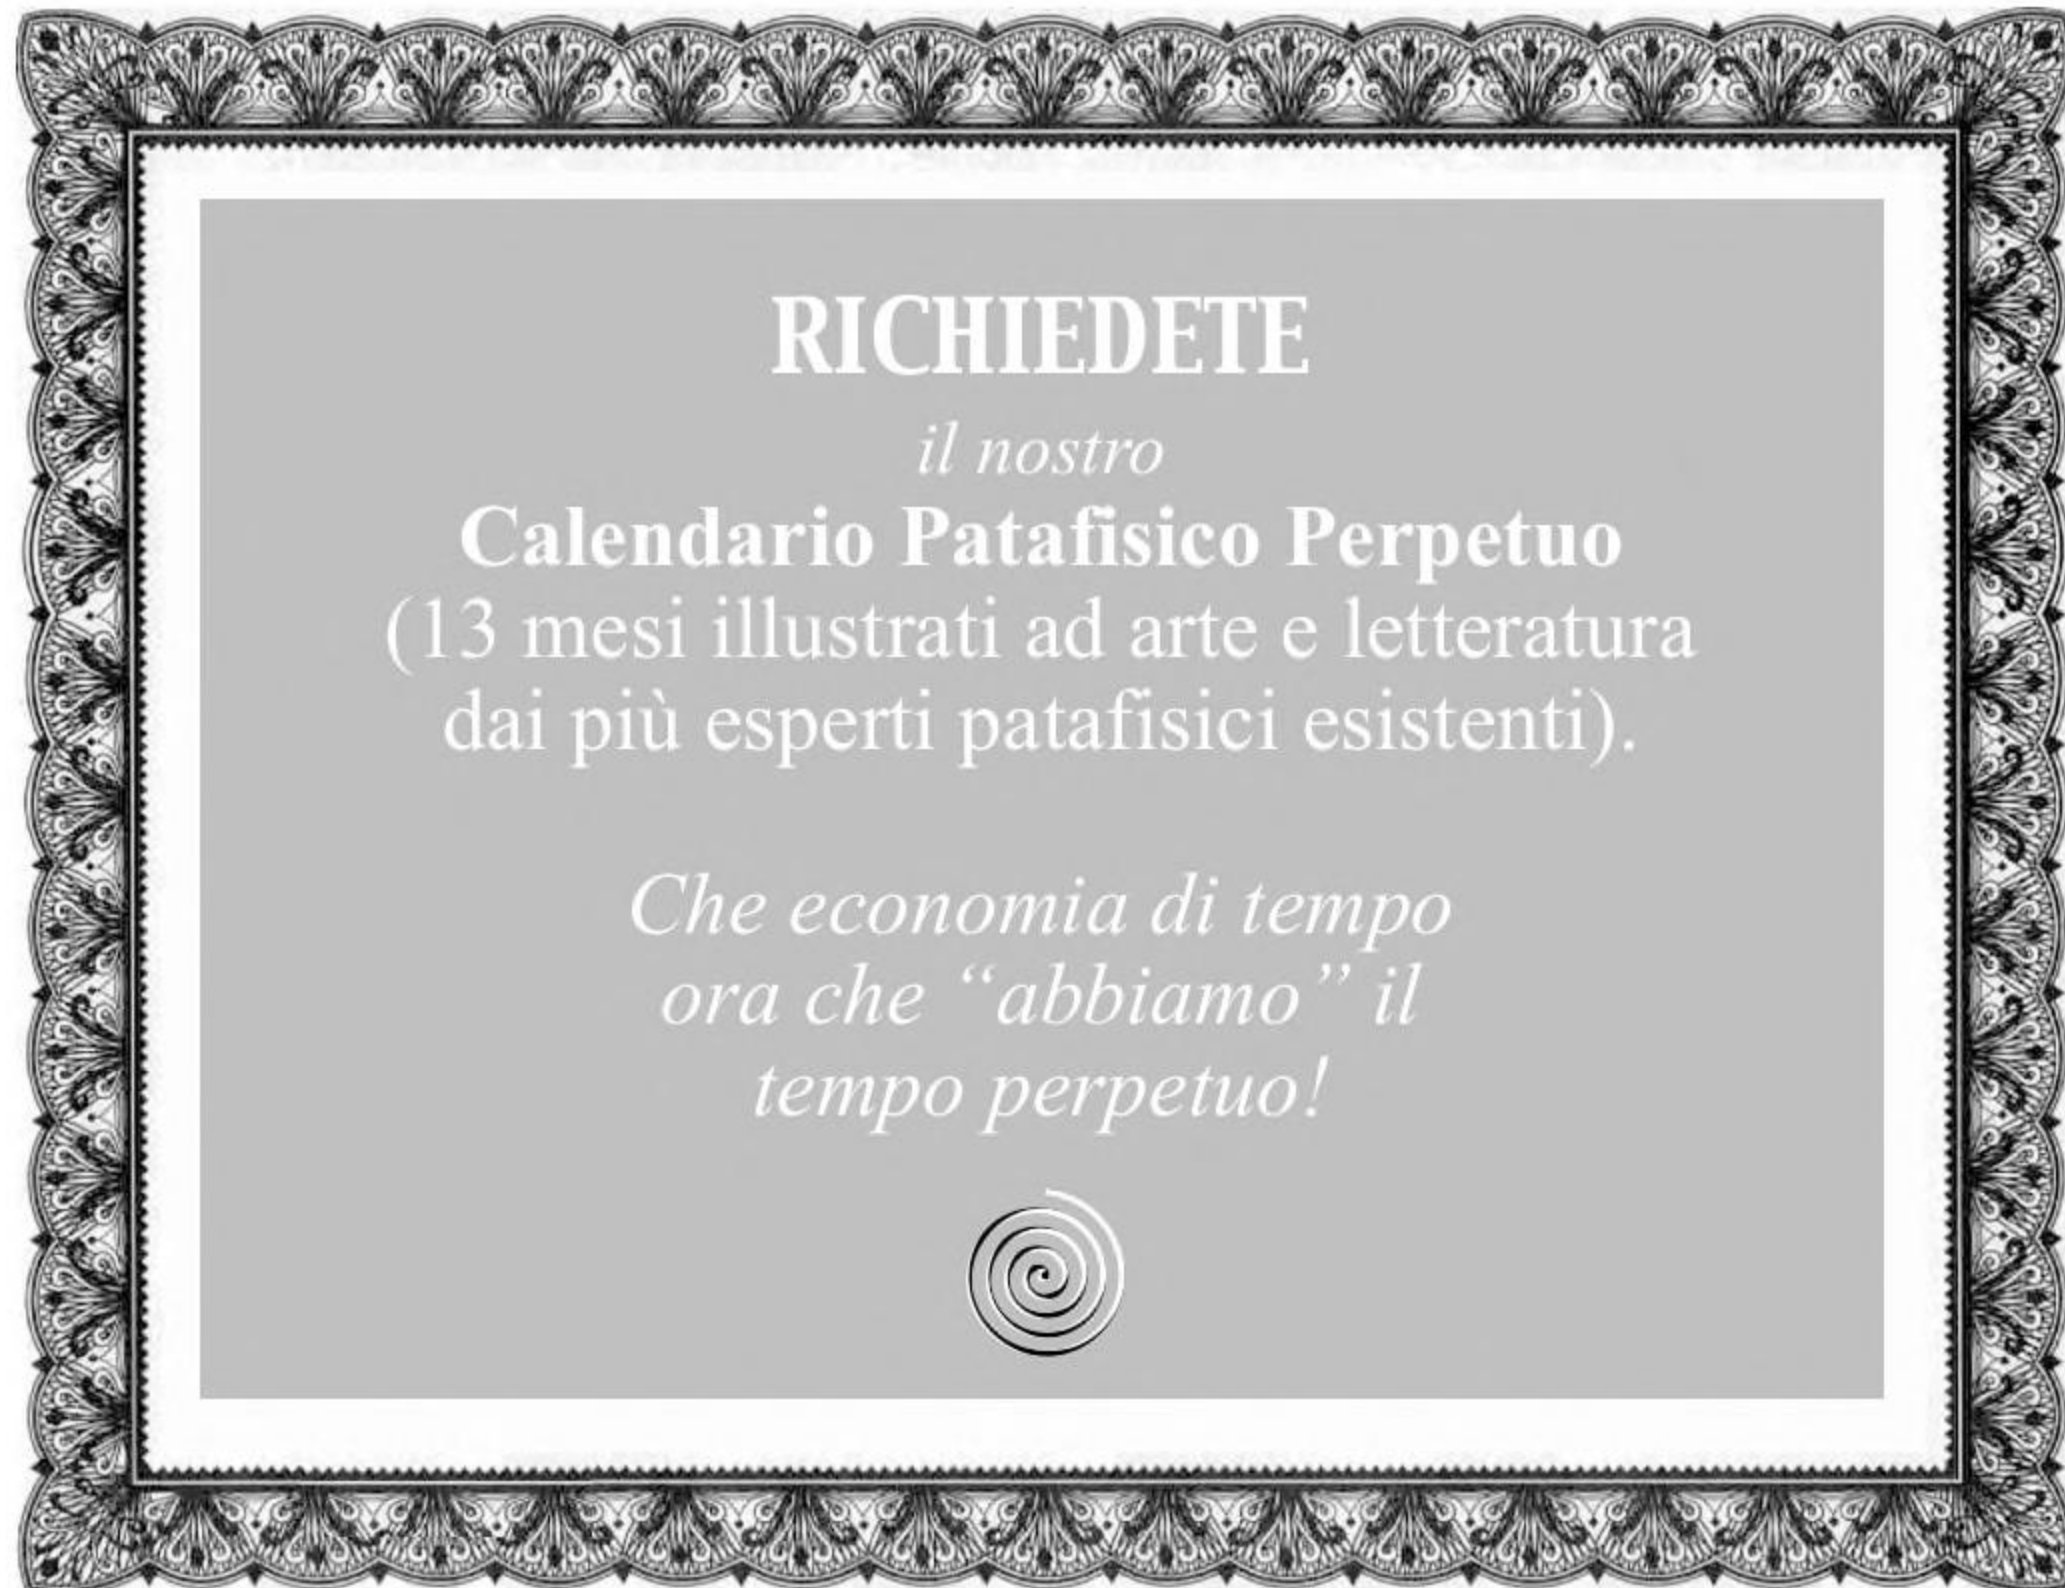 RICHIEDETE
il nostro
Calendario Patafisico Perpetuo
(13 mesi illustrati ad arte e letteratura
dai più esperti patafisici esistenti).
Che economia di tempo
ora che “abbiamo” il
tempo perpetuo!